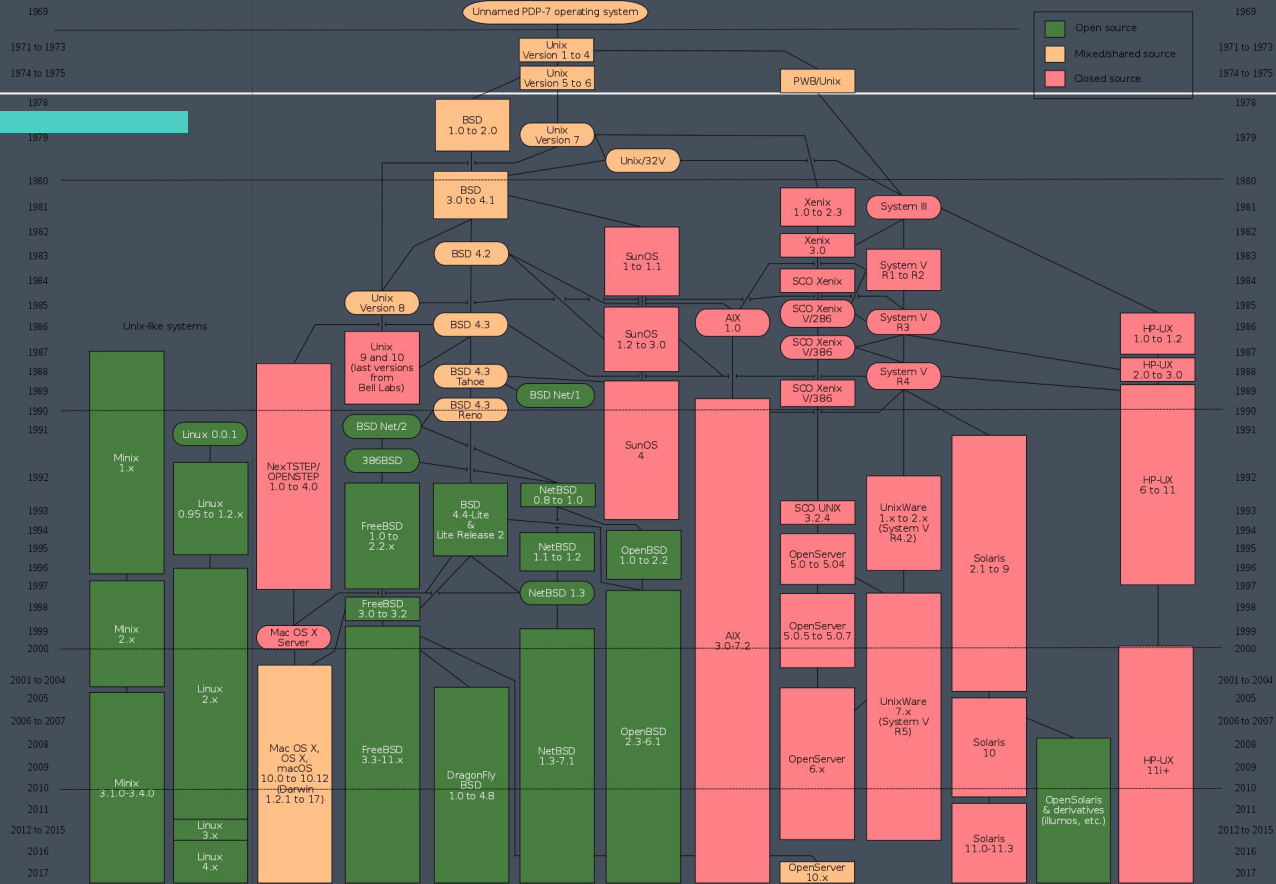 1969
Unnamed PDP-7 operating system
1969
Open source
1971 to 1973
Unix
Version 1 to 4
1971 to 1973
Mixed/shared source
1974 to 1975
Unix
Version 5 to 6
PWB/Unix
1974 to 1975
Closed source
1978
BSD
1.0 to 2.0
1978
1979
Unix
Version 7
1979
Unix/32V
1980
BSD
3.0 to 4.1
1980
1981
Xenix
1.0 to 2.3
System III
1981
1982
Xenix
3.0
1982
1983
BSD 4.2
SunOS
1 to 1.1
System V
R1 to R2
1983
1984
SCO Xenix
1984
1985
Unix
Version 8
SCO Xenix
V/286
1985
1986
Unix-like systems
BSD 4.3
SunOS
1.2 to 3.0
AIX
1.0
System V
R3
HP-UX
1.0 to 1.2
1986
1987
Unix
9 and 10
(last versions
from
Bell Labs)
SCO Xenix
V/386
1987
1988
BSD 4.3
Tahoe
System V
R4
HP-UX
2.0 to 3.0
1988
1989
BSD Net/1
SCO Xenix
V/386
1989
1990
BSD 4.3
Reno
1990
1991
Linux 0.0.1
BSD Net/2
1991
Minix
1.x
NeXTSTEP/
OPENSTEP
1.0 to 4.0
386BSD
SunOS
4
HP-UX
6 to 11
1992
Linux
0.95 to 1.2.x
NetBSD
0.8 to 1.0
1992
1993
FreeBSD
1.0 to
2.2.x
BSD
4.4-Lite
&
Lite Release 2
SCO UNIX
3.2.4
UnixWare
1.x to 2.x
(System V
R4.2)
1993
1994
NetBSD
1.1 to 1.2
OpenBSD
1.0 to 2.2
OpenServer
5.0 to 5.04
Solaris
2.1 to 9
1994
1995
1995
1996
1996
1997
NetBSD 1.3
1997
1998
FreeBSD
3.0 to 3.2
1998
1999
Minix
2.x
Mac OS X
Server
AIX
3.0-7.2
OpenServer
5.0.5 to 5.0.7
1999
2000
2000
2001 to 2004
Linux
2.x
2001 to 2004
2005
UnixWare
7.x
(System V
R5)
2005
2006 to 2007
OpenBSD
2.3-6.1
2006 to 2007
2008
Mac OS X,
OS X,
macOS
10.0 to 10.12
(Darwin
1.2.1 to 17)
FreeBSD
3.3-11.x
NetBSD
1.3-7.1
Solaris
10
2008
2009
OpenServer
6.x
HP-UX
11i+
2009
2010
Minix
3.1.0-3.4.0
DragonFly
BSD
1.0 to 4.8
2010
2011
OpenSolaris
& derivatives
(illumos, etc.)
2011
2012 to 2015
Linux
3.x
2012 to 2015
2016
Linux
4.x
Solaris
11.0-11.3
2016
2017
OpenServer
10.x
2017